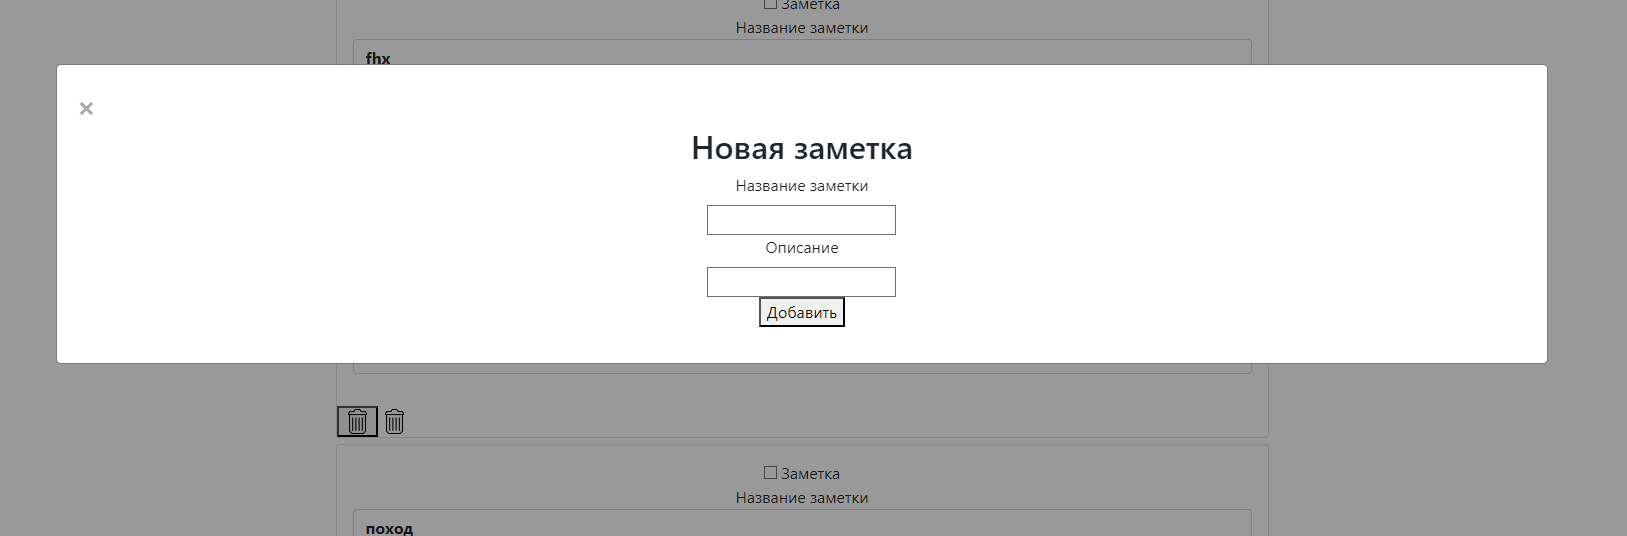 Заметка
Название заметки
fhx
×
Новая заметка
Название заметки
Описание
Добавить
Заметка
Название заметки
поход